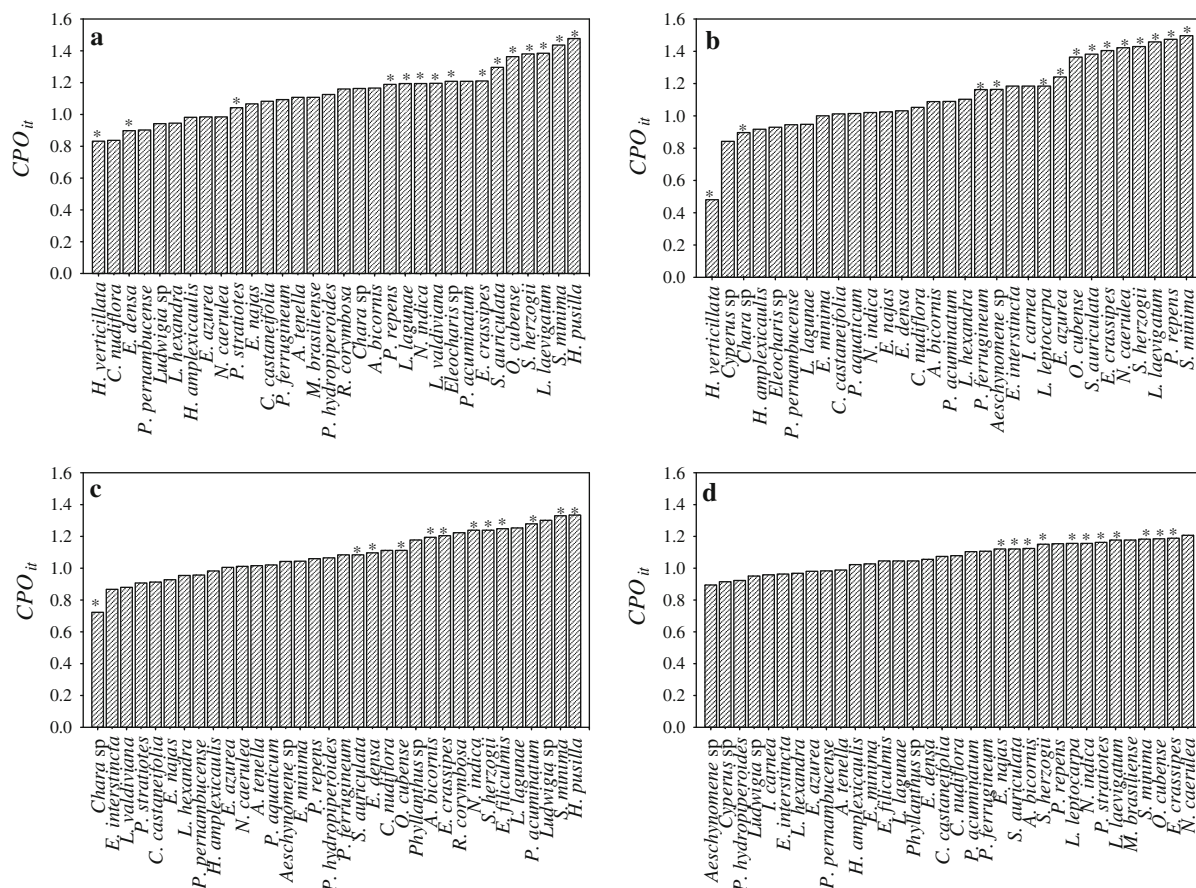 a
1.6
1.4
1.2
1.0
0.8
0.6
0.4
0.2
0.0
CPO it
H. verticillata
C. nudiflora
E. densa
P. pernambucense
Ludwigia sp
L. hexandra
H. amplexicaulis
E. azurea
N. caerulea
P. stratiotes
E. najas
C. castaneifolia
P. ferrugineum
A. tenella
M. brasiliense
P. hydropiperoides
R. corymbosa
Chara sp
A. bicornis
P. repens
L. lagunae
N. indica
L. valdviana
Eleocharis sp
P. acuminatum
E. crassipes
S. auriculata
O. cubense
S. herzogii
L. laevigatum
S. minima
H. pusilla
b
1.6
1.4
1.2
1.0
0.8
0.6
0.4
0.2
0.0
CPO it
H. verticillata
Cyperus sp
Chara sp
H. amplexicaulis
Eleocharis sp
P. pernambucense
L. lagunae
E. minima
C. castaneifolia
P. aquaticum
N. indica
E. najas
E. densa
C. nudiflora
A. bicornis
P. acuminatum
L. hexandra
P. ferrugineum
Aeschynomene sp
E. interstincta
I. carnea
L. leptocarpa
E. azurea
O. cubense
S. auriculata
E. crassipes
N. caerulea
S. herzogii
L. laevigatum
P. repens
S. minima
c
1.6
1.4
1.2
1.0
0.8
0.6
0.4
0.2
0.0
CPO it
Chara sp
E. interstincta
L. valdiviana
P. stratiotes
C. castaneifolia
E. najas
L. hexandra
P. pernambucense
H. amplexicaulis
E. azurea
N. caerulea
A. tenella
P. aquaticum
Aeschynomene sp
E. minima
P. repens
P. hydropiperoides
P. ferrugineum
S. auriculata
E. densa
C. nudiflora
O. cubense
Phyllanthus sp
A. bicornis
E. crassipes
R. corymbosa
N. indica
S. herzogii
E. filiculmis
L. lagunae
P. acuminatum
Ludwigia sp
S. minima
H. pusilla
d
1.6
1.4
1.2
1.0
0.8
0.6
0.4
0.2
0.0
CPO it
Aeschynomene sp
Cyperus sp
P. hydropiperoides
Ludwigia sp
I. carnea
E. interstincta
L. hexandra
E. azurea
P. pernambucense
A. tenella
H. amplexicaulis
E. minima
E. filiculmis
L. lagunae
Phyllanthus sp
E. densa
C. castaneifolia
C. nudiflora
P. acuminatum
P. ferrugineum
E. najas
S. auriculata
A. bicornis
S. herzogii
P. repens
L. leptocarpa
N. indica
P. stratiotes
L. laevigatum
M. brasiliense
S. minima
O. cubense
E. crassipes
N. caerulea